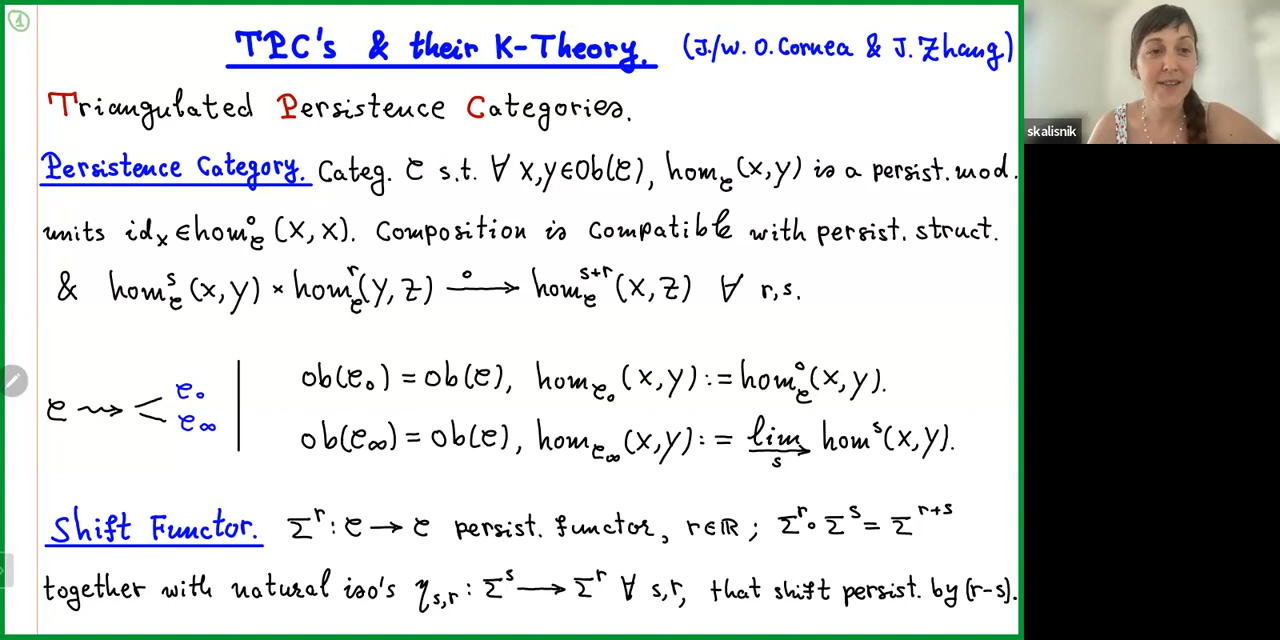 ①
TPC's & their K-Theory. (J./w. O. Cornea & J. Zhang)
Triangulated Persistence Categories.
Persistence Category. Categ. 𝒞 s.t. ∀ X,Y∈Ob(𝒞), hom_𝒞(X,Y) is a persist. mod.
units id_X ∈ hom^0_𝒞(X,X). Composition is compatible with persist. struct.
& hom^s_𝒞(X,Y) × hom^r_𝒞(Y,Z) —∘→ hom^{s+r}_𝒞(X,Z) ∀ r,s.
𝒞 ⇝ < 𝒞_0 𝒞_∞
ob(𝒞_0) = ob(𝒞), hom_{𝒞_0}(X,Y) := hom^0_𝒞(X,Y).
ob(𝒞_∞) = ob(𝒞), hom_{𝒞_∞}(X,Y) := lim_{→ s} hom^s(X,Y).
Shift Functor. Σ^r : 𝒞 → 𝒞 persist. functor, r∈ℝ; Σ^r ∘ Σ^s = Σ^{r+s}
together with natural iso's η_{s,r} : Σ^s → Σ^r ∀ s,r, that shift persist. by (r-s).
skalisnik